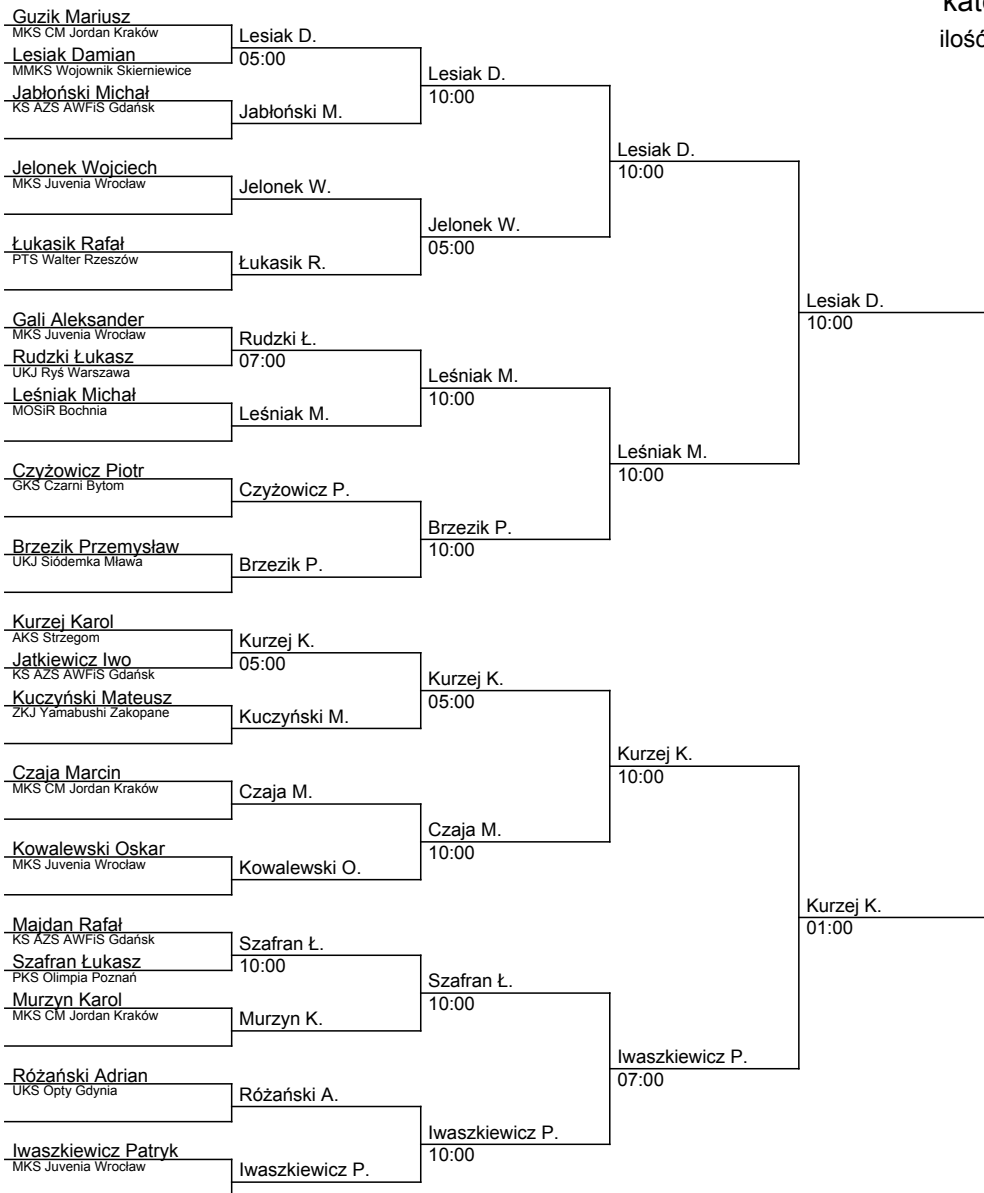 kate
ilość
Guzik Mariusz
MKS CM Jordan Kraków
Lesiak Damian
MMKS Wojownik Skierniewice
Jabłoński Michał
KS AZS AWFiS Gdańsk
Jelonek Wojciech
MKS Juvenia Wrocław
Łukasik Rafał
PTS Walter Rzeszów
Gali Aleksander
MKS Juvenia Wrocław
Rudzki Łukasz
UKJ Ryś Warszawa
Leśniak Michał
MOSiR Bochnia
Czyżowicz Piotr
GKS Czarni Bytom
Brzezik Przemysław
UKJ Siódemka Mława
Kurzej Karol
AKS Strzegom
Jatkiewicz Iwo
KS AZS AWFiS Gdańsk
Kuczyński Mateusz
ZKJ Yamabushi Zakopane
Czaja Marcin
MKS CM Jordan Kraków
Kowalewski Oskar
MKS Juvenia Wrocław
Majdan Rafał
KS AZS AWFiS Gdańsk
Szafran Łukasz
PKS Olimpia Poznań
Murzyn Karol
MKS CM Jordan Kraków
Różański Adrian
UKS Opty Gdynia
Iwaszkiewicz Patryk
MKS Juvenia Wrocław
Lesiak D.
05:00
Jabłoński M.
Jelonek W.
Łukasik R.
Rudzki Ł.
07:00
Leśniak M.
Czyżowicz P.
Brzezik P.
Kurzej K.
05:00
Kuczyński M.
Czaja M.
Kowalewski O.
Szafran Ł.
10:00
Murzyn K.
Różański A.
Iwaszkiewicz P.
Lesiak D.
10:00
Jelonek W.
05:00
Leśniak M.
10:00
Brzezik P.
10:00
Kurzej K.
05:00
Czaja M.
10:00
Szafran Ł.
10:00
Iwaszkiewicz P.
10:00
Lesiak D.
10:00
Leśniak M.
10:00
Kurzej K.
10:00
Iwaszkiewicz P.
07:00
Lesiak D.
10:00
Kurzej K.
01:00